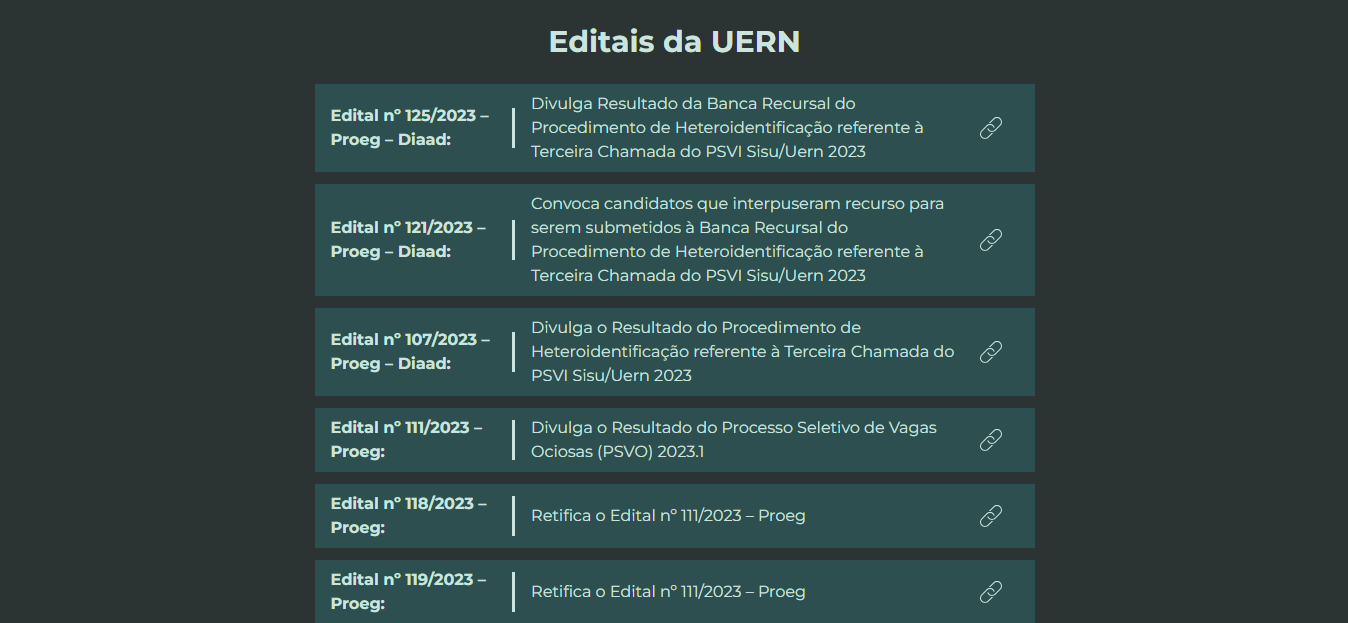 Editais da UERN
Edital nº 125/2023 –
Proeg – Diaad:
Divulga Resultado da Banca Recursal do
Procedimento de Heteroidentificação referente à
Terceira Chamada do PSVI Sisu/Uern 2023
Edital nº 121/2023 –
Proeg – Diaad:
Convoca candidatos que interpuseram recurso para
serem submetidos à Banca Recursal do
Procedimento de Heteroidentificação referente à
Terceira Chamada do PSVI Sisu/Uern 2023
Edital nº 107/2023 –
Proeg – Diaad:
Divulga o Resultado do Procedimento de
Heteroidentificação referente à Terceira Chamada do
PSVI Sisu/Uern 2023
Edital nº 111/2023 –
Proeg:
Divulga o Resultado do Processo Seletivo de Vagas
Ociosas (PSVO) 2023.1
Edital nº 118/2023 –
Proeg:
Retifica o Edital nº 111/2023 – Proeg
Edital nº 119/2023 –
Proeg:
Retifica o Edital nº 111/2023 – Proeg